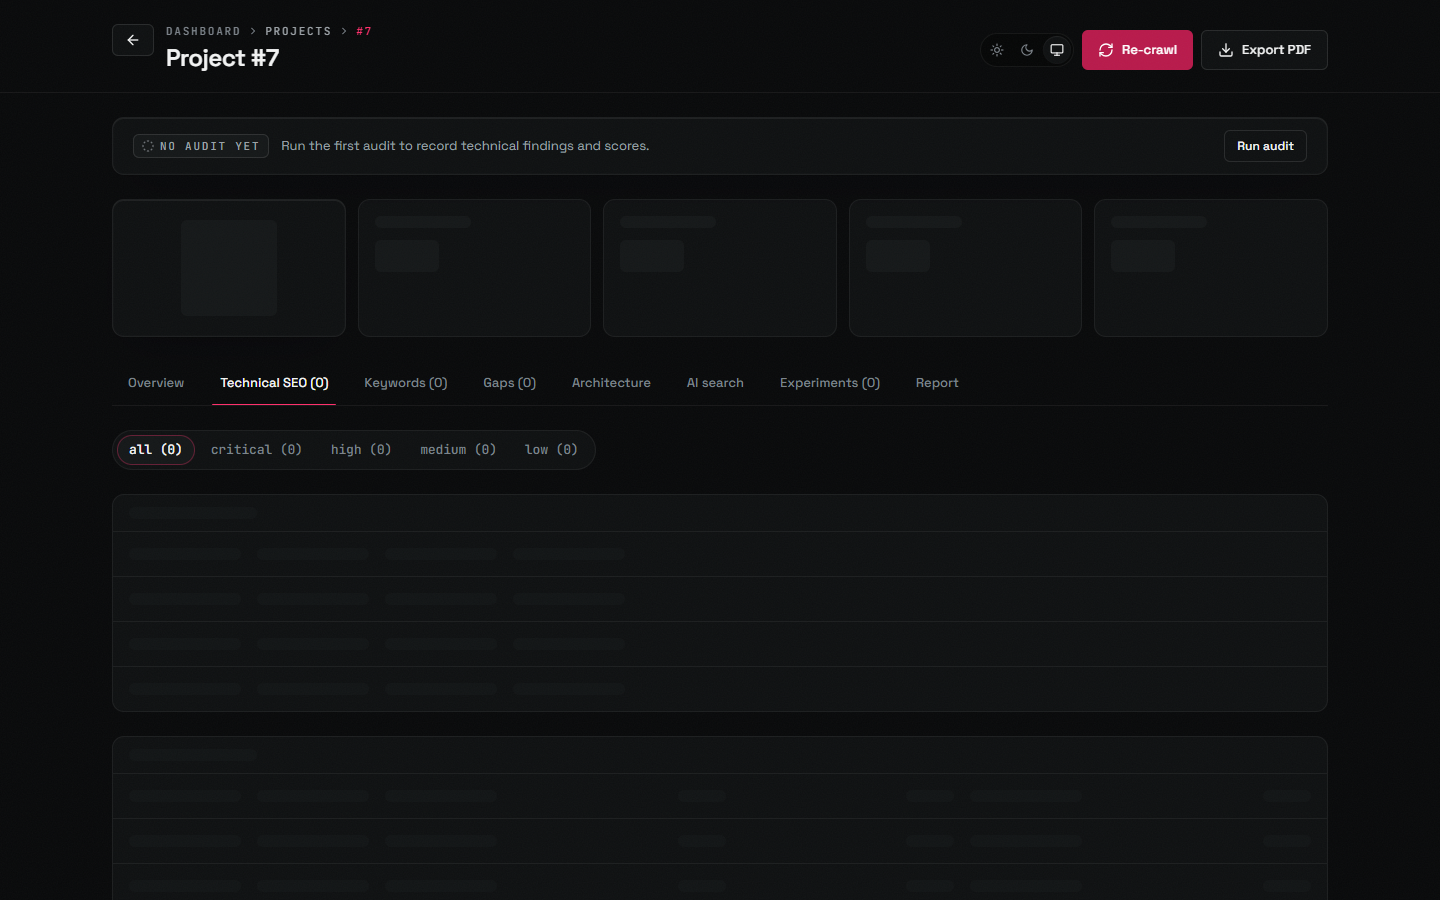 DASHBOARD > PROJECTS > #7
Project #7
Re-crawl
Export PDF
NO AUDIT YET
Run the first audit to record technical findings and scores.
Run audit
Overview
Technical SEO (0)
Keywords (0)
Gaps (0)
Architecture
AI search
Experiments (0)
Report
all (0)
critical (0)
high (0)
medium (0)
low (0)